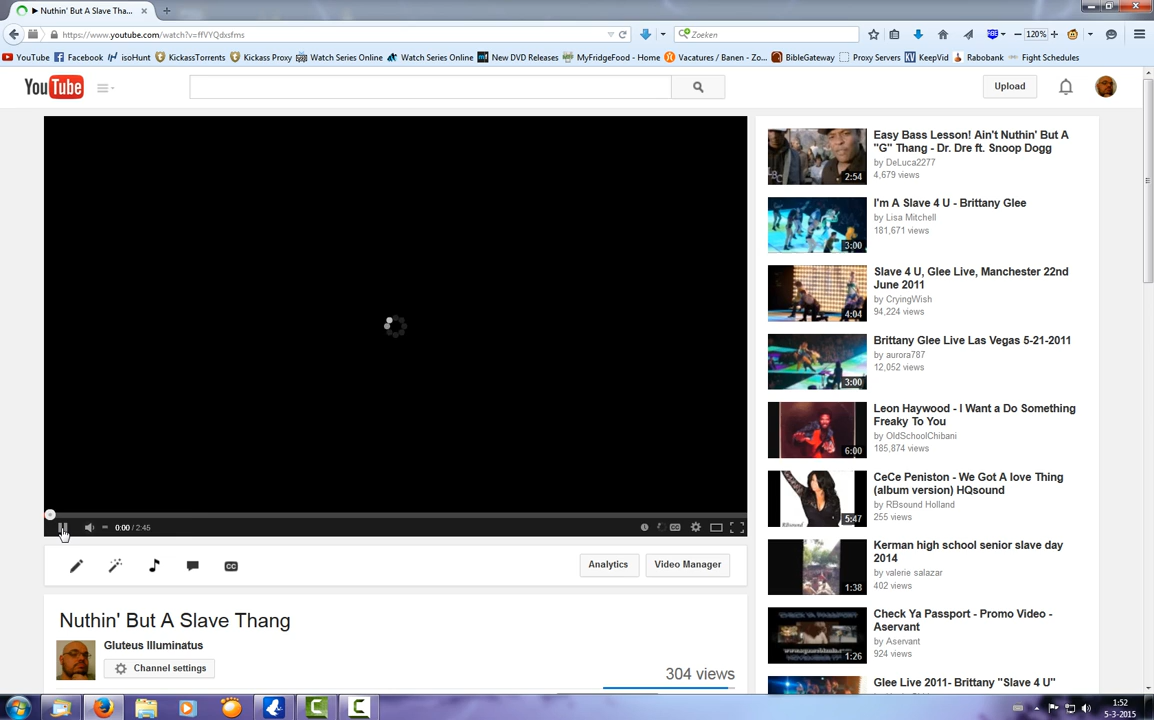 Nuthin' But A Slave Tha...
https://www.youtube.com/watch?v=ffVYQdxsfms
Zoeken
120%
YouTube
Facebook
isoHunt
KickassTorrents
Kickass Proxy
Watch Series Online
Watch Series Online
New DVD Releases
MyFridgeFood - Home
Vacatures / Banen - Zo...
BibleGateway
Proxy Servers
KeepVid
Rabobank
Fight Schedules
YouTube
Upload
Easy Bass Lesson! Ain't Nuthin' But A
"G" Thang - Dr. Dre ft. Snoop Dogg
by DeLuca2277
4,679 views
2:54
I'm A Slave 4 U - Brittany Glee
by Lisa Mitchell
181,671 views
3:00
Slave 4 U, Glee Live, Manchester 22nd
June 2011
by CryingWish
94,224 views
4:04
Brittany Glee Live Las Vegas 5-21-2011
by aurora787
12,052 views
3:00
Leon Haywood - I Want a Do Something
Freaky To You
by OldSchoolChibani
185,874 views
6:00
CeCe Peniston - We Got A love Thing
(album version) HQsound
by RBsound Holland
255 views
5:47
Kerman high school senior slave day
2014
by valerie salazar
402 views
1:38
Check Ya Passport - Promo Video -
Aservant
by Aservant
924 views
1:26
Glee Live 2011- Brittany "Slave 4 U"
0:00 / 2:45
CC
CC
Analytics
Video Manager
Nuthin' But A Slave Thang
Gluteus Illuminatus
Channel settings
304 views
1:52
5-3-2015